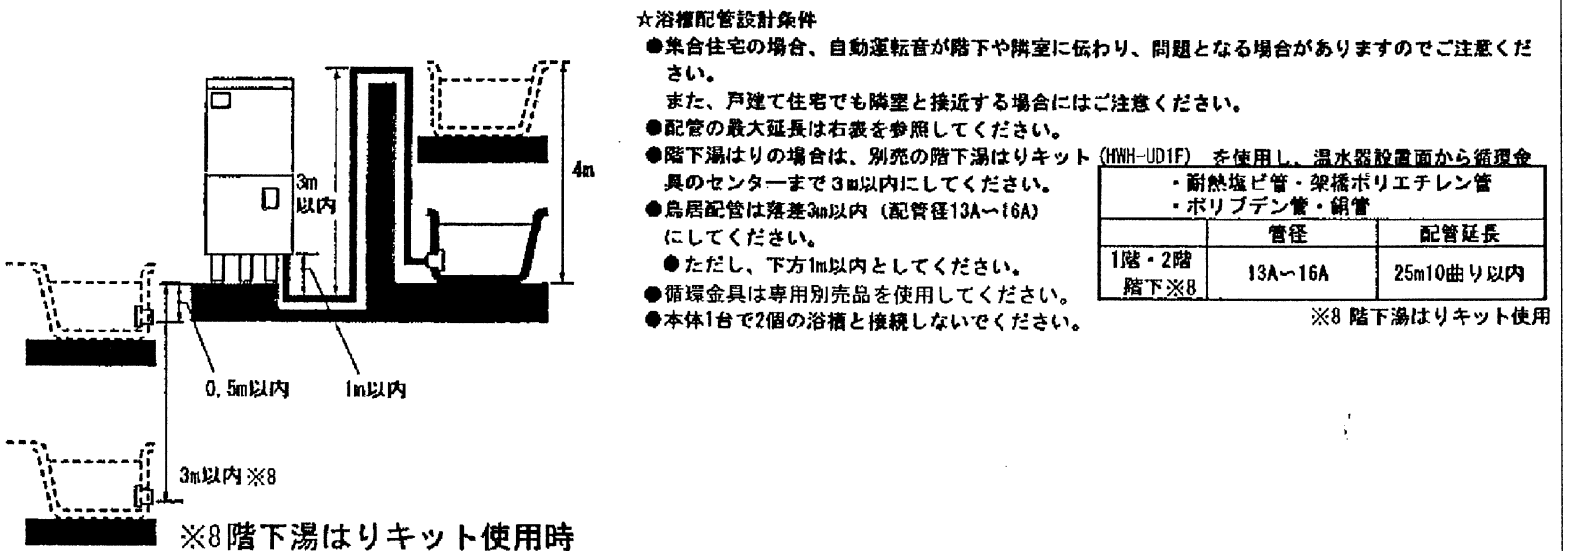 ☆浴槽配管設計条件
●集合住宅の場合、自動運転音が階下や隣室に伝わり、問題となる場合がありますのでご注意くだ
さい。
また、戸建て住宅でも隣室と接近する場合にはご注意ください。
●配管の最大延長は右表を参照してください。
●階下湯はりの場合は、別売の階下湯はりキット(HWH-UD1F) を使用し、温水器設置面から循環金
具のセンターまで3m以内にしてください。
●鳥居配管は落差3m以内(配管径13A〜16A)
にしてください。
●ただし、下方1m以内としてください。
●循環金具は専用別売品を使用してください。
●本体1台で2個の浴槽と接続しないでください。
・耐熱塩ビ管・架橋ポリエチレン管
・ポリブデン管・銅管
管径 配管延長
1階・2階
階下※8 13A〜16A 25m10曲り以内
※8 階下湯はりキット使用
3m
以内
4m
0.5m以内
1m以内
3m以内※8
※8階下湯はりキット使用時